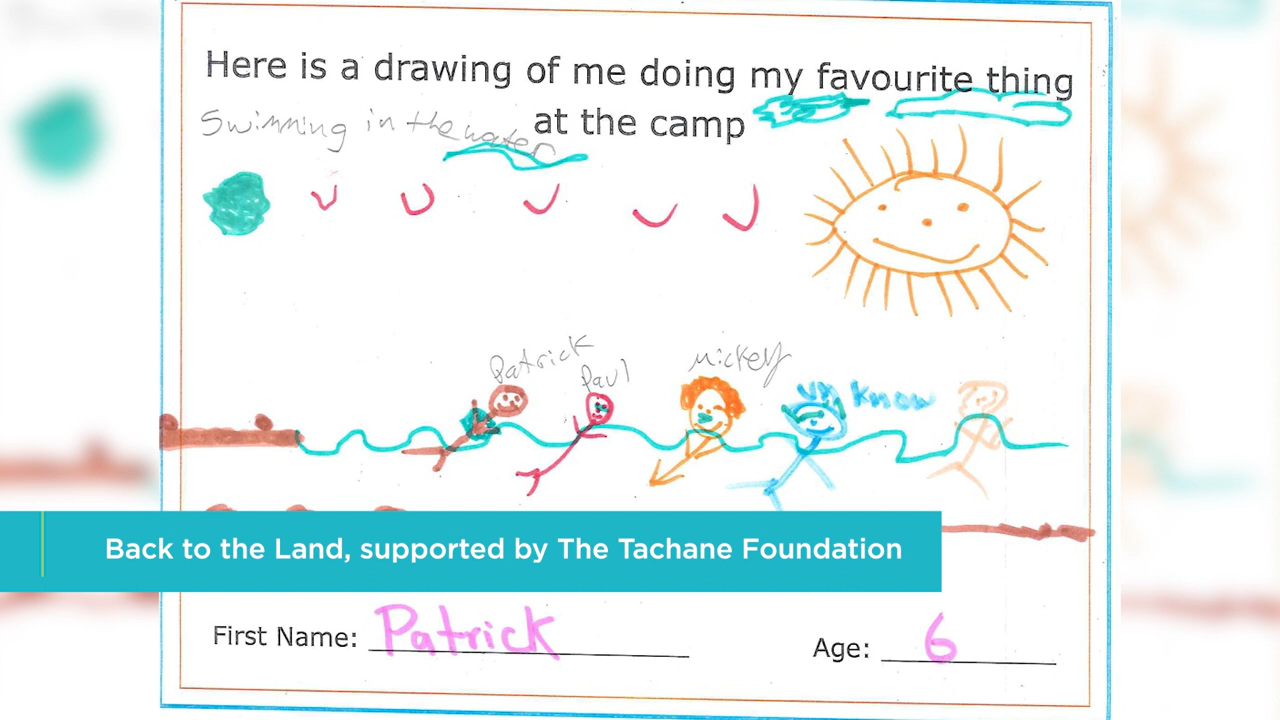 Here is a drawing of me doing my favourite thing
at the camp
Swimming in the water
Patrick
Paul
Mickey
know
Back to the Land, supported by The Tachane Foundation
First Name: Patrick
Age: 6